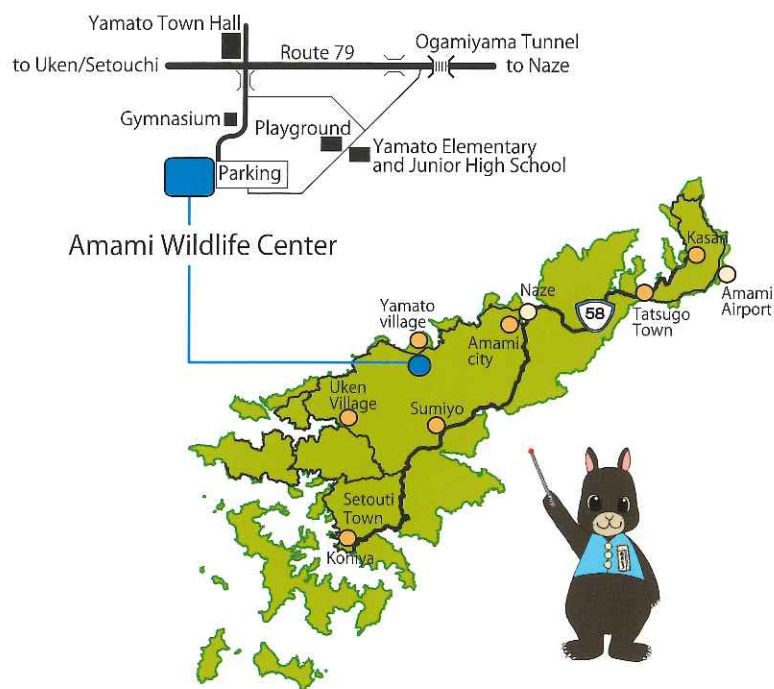 Yamato Town Hall
Route 79
Ogamiyama Tunnel
to Uken/Setouchi
to Naze
Gymnasium
Playground
Yamato Elementary
and Junior High School
Parking
Amami Wildlife Center
Kasari
Naze
Amami
Airport
Yamato
village
58
Tatsugo
Town
Amami
city
Uken
Village
Sumiyo
Setouti
Town
Koniya